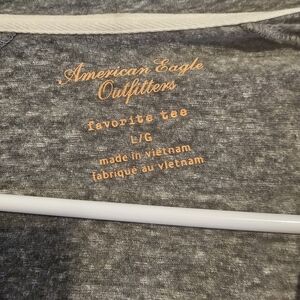 American Eagle
Outfitters
favorite tee
L/G
made in vietnam
fabriqué au vietnam